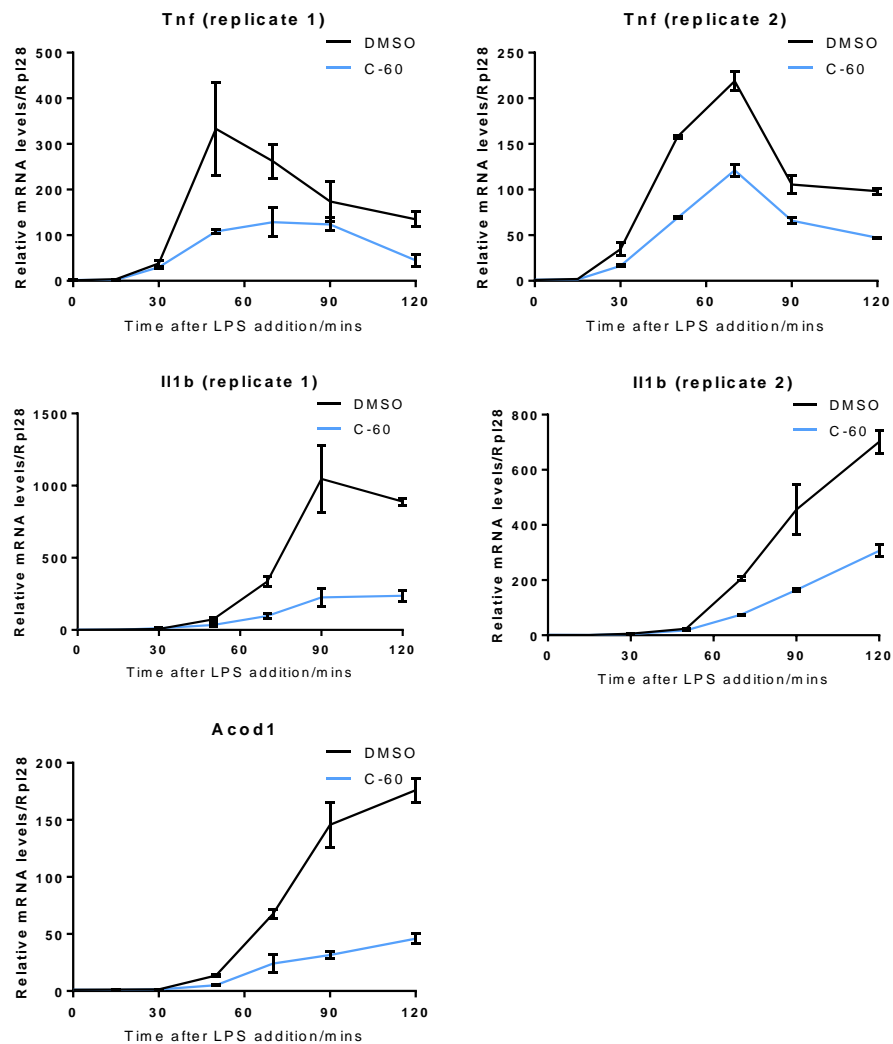 Tnf (replicate 1)
DMSO
C-60
Relative mRNA levels/Rpl28
500
400
300
200
100
0
0 30 60 90 120
Time after LPS addition/mins
Tnf (replicate 2)
DMSO
C-60
Relative mRNA levels/Rpl28
250
200
150
100
50
0
0 30 60 90 120
Time after LPS addition/mins
Il1b (replicate 1)
DMSO
C-60
Relative mRNA levels/Rpl28
1500
1000
500
0
0 30 60 90 120
Time after LPS addition/mins
Il1b (replicate 2)
DMSO
C-60
Relative mRNA levels/Rpl28
800
600
400
200
0
0 30 60 90 120
Time after LPS addition/mins
Acod1
DMSO
C-60
Relative mRNA levels/Rpl28
200
150
100
50
0
0 30 60 90 120
Time after LPS addition/mins